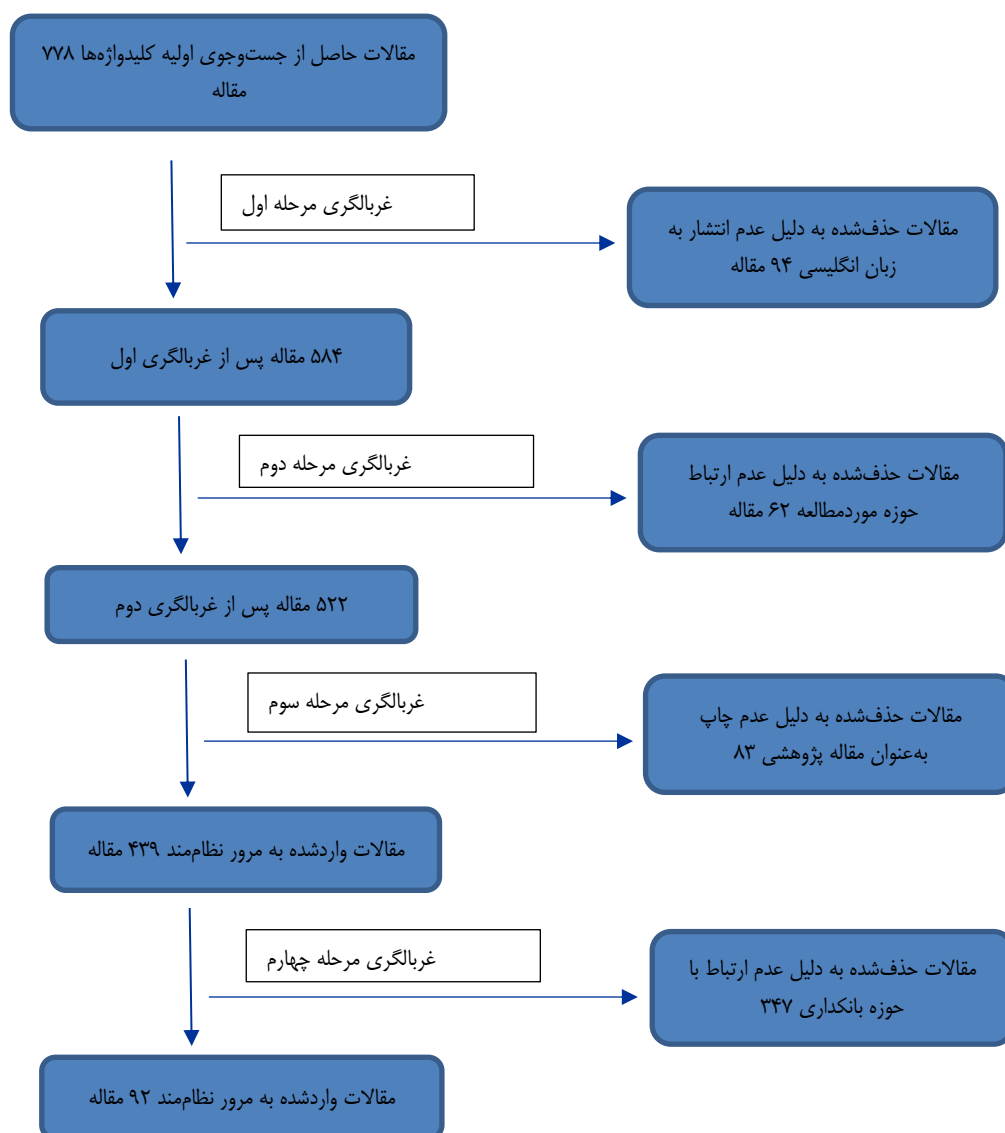 مقالات حاصل از جست‌وجوی اولیه کلیدواژه‌ها ۷۷۸
مقاله
غربالگری مرحله اول
مقالات حذف‌شده به دلیل عدم انتشار به
زبان انگلیسی ۹۴ مقاله
۵۸۴ مقاله پس از غربالگری اول
غربالگری مرحله دوم
مقالات حذف‌شده به دلیل عدم ارتباط
حوزه موردمطالعه ۶۲ مقاله
۵۲۲ مقاله پس از غربالگری دوم
غربالگری مرحله سوم
مقالات حذف‌شده به دلیل عدم چاپ
به‌عنوان مقاله پژوهشی ۸۳
مقالات واردشده به مرور نظام‌مند ۴۳۹ مقاله
غربالگری مرحله چهارم
مقالات حذف‌شده به دلیل عدم ارتباط با
حوزه بانکداری ۳۴۷
مقالات واردشده به مرور نظام‌مند ۹۲ مقاله